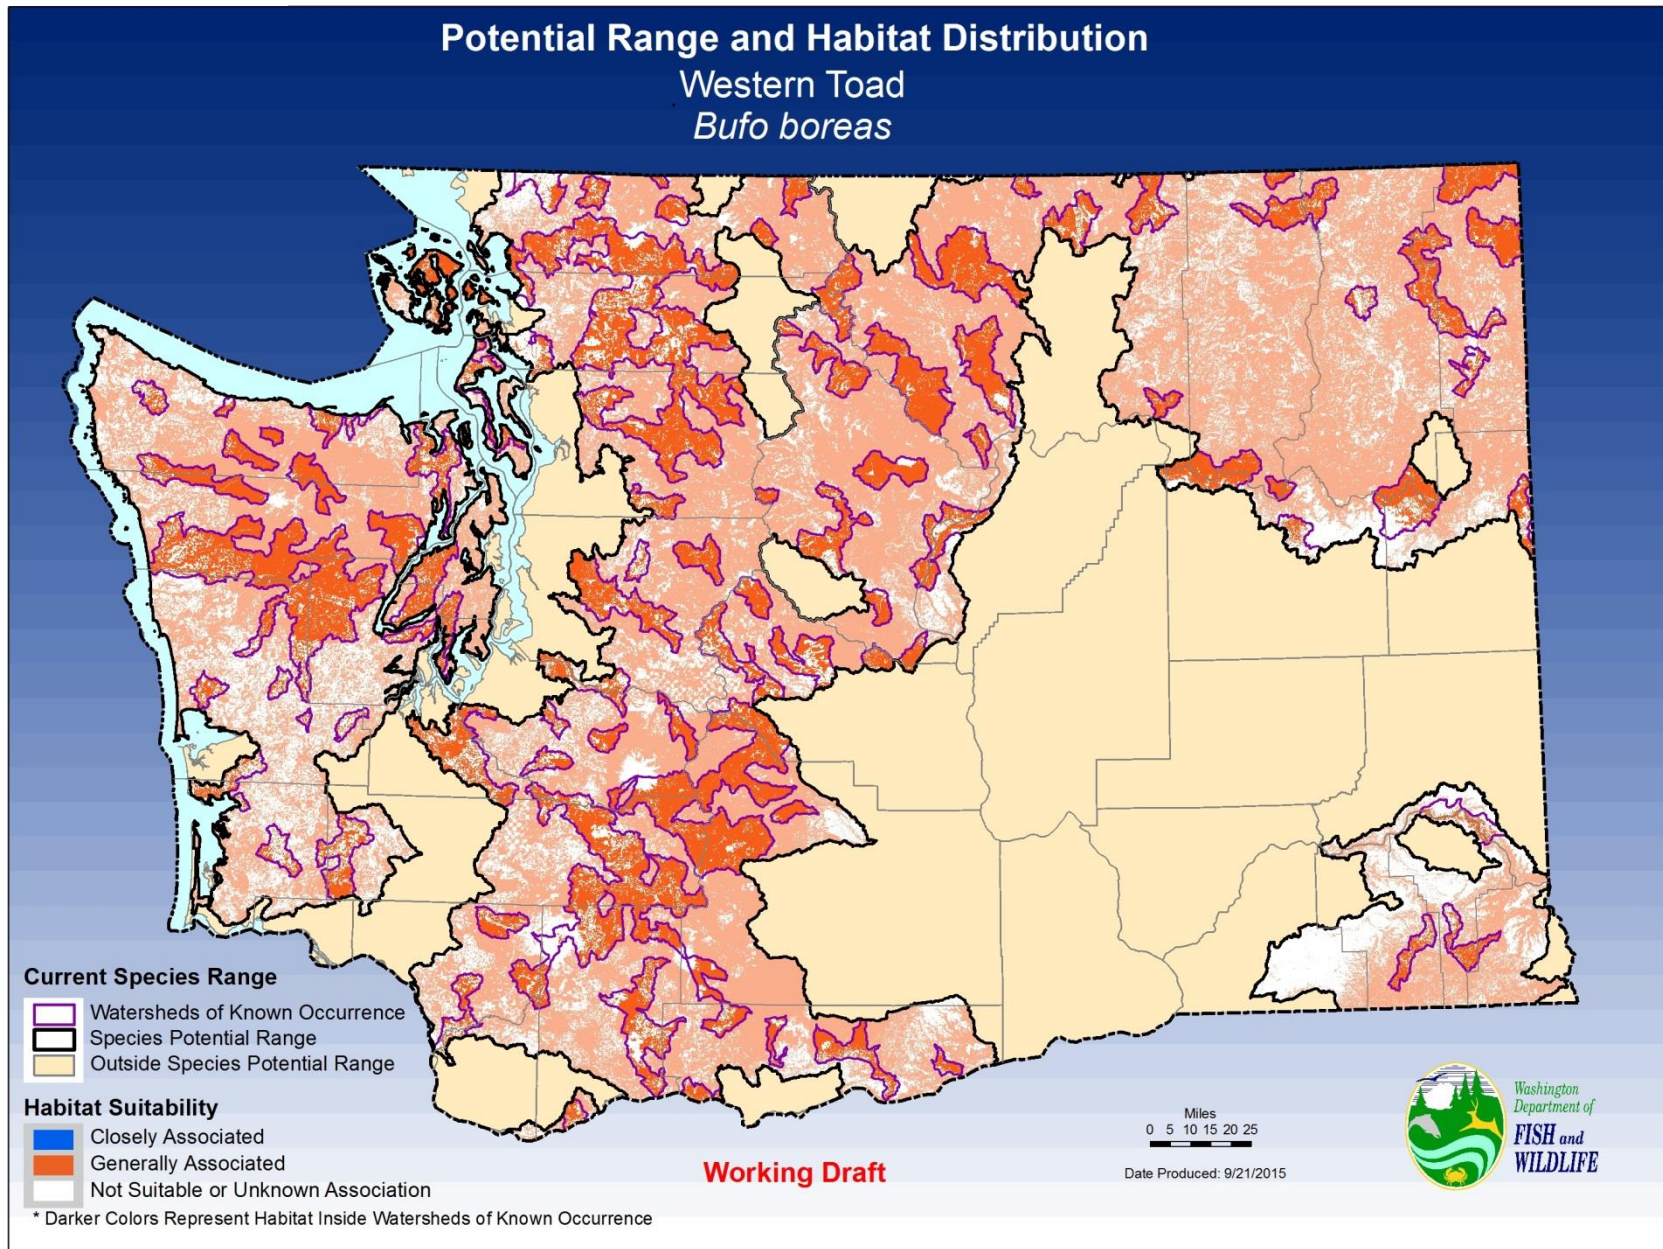 Potential Range and Habitat Distribution
Western Toad
Bufo boreas
Current Species Range
Watersheds of Known Occurrence
Species Potential Range
Outside Species Potential Range
Habitat Suitability
Closely Associated
Generally Associated
Not Suitable or Unknown Association
* Darker Colors Represent Habitat Inside Watersheds of Known Occurrence
Working Draft
Miles
0 5 10 15 20 25
Date Produced: 9/21/2015
Washington
Department of
FISH and
WILDLIFE